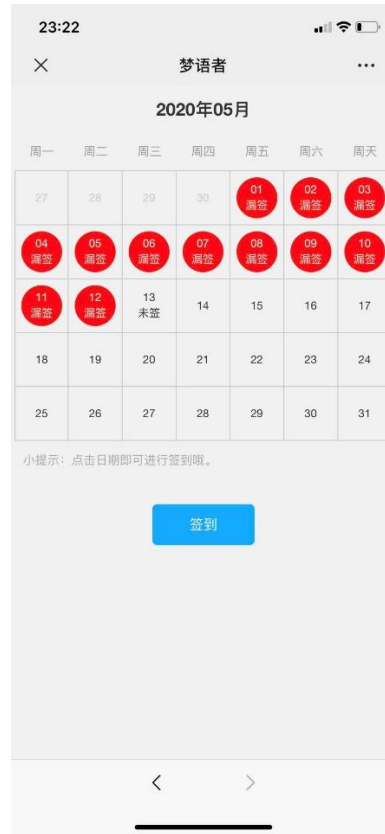 23:22
梦语者
2020年05月
周一 周二 周三 周四 周五 周六 周天
27 28 29 30 01 02 03
漏签 漏签 漏签
04 05 06 07 08 09 10
漏签 漏签 漏签 漏签 漏签 漏签 漏签
11 12 13 14 15 16 17
漏签 漏签 未签
18 19 20 21 22 23 24
25 26 27 28 29 30 31
小提示：点击日期即可进行签到哦。
签到